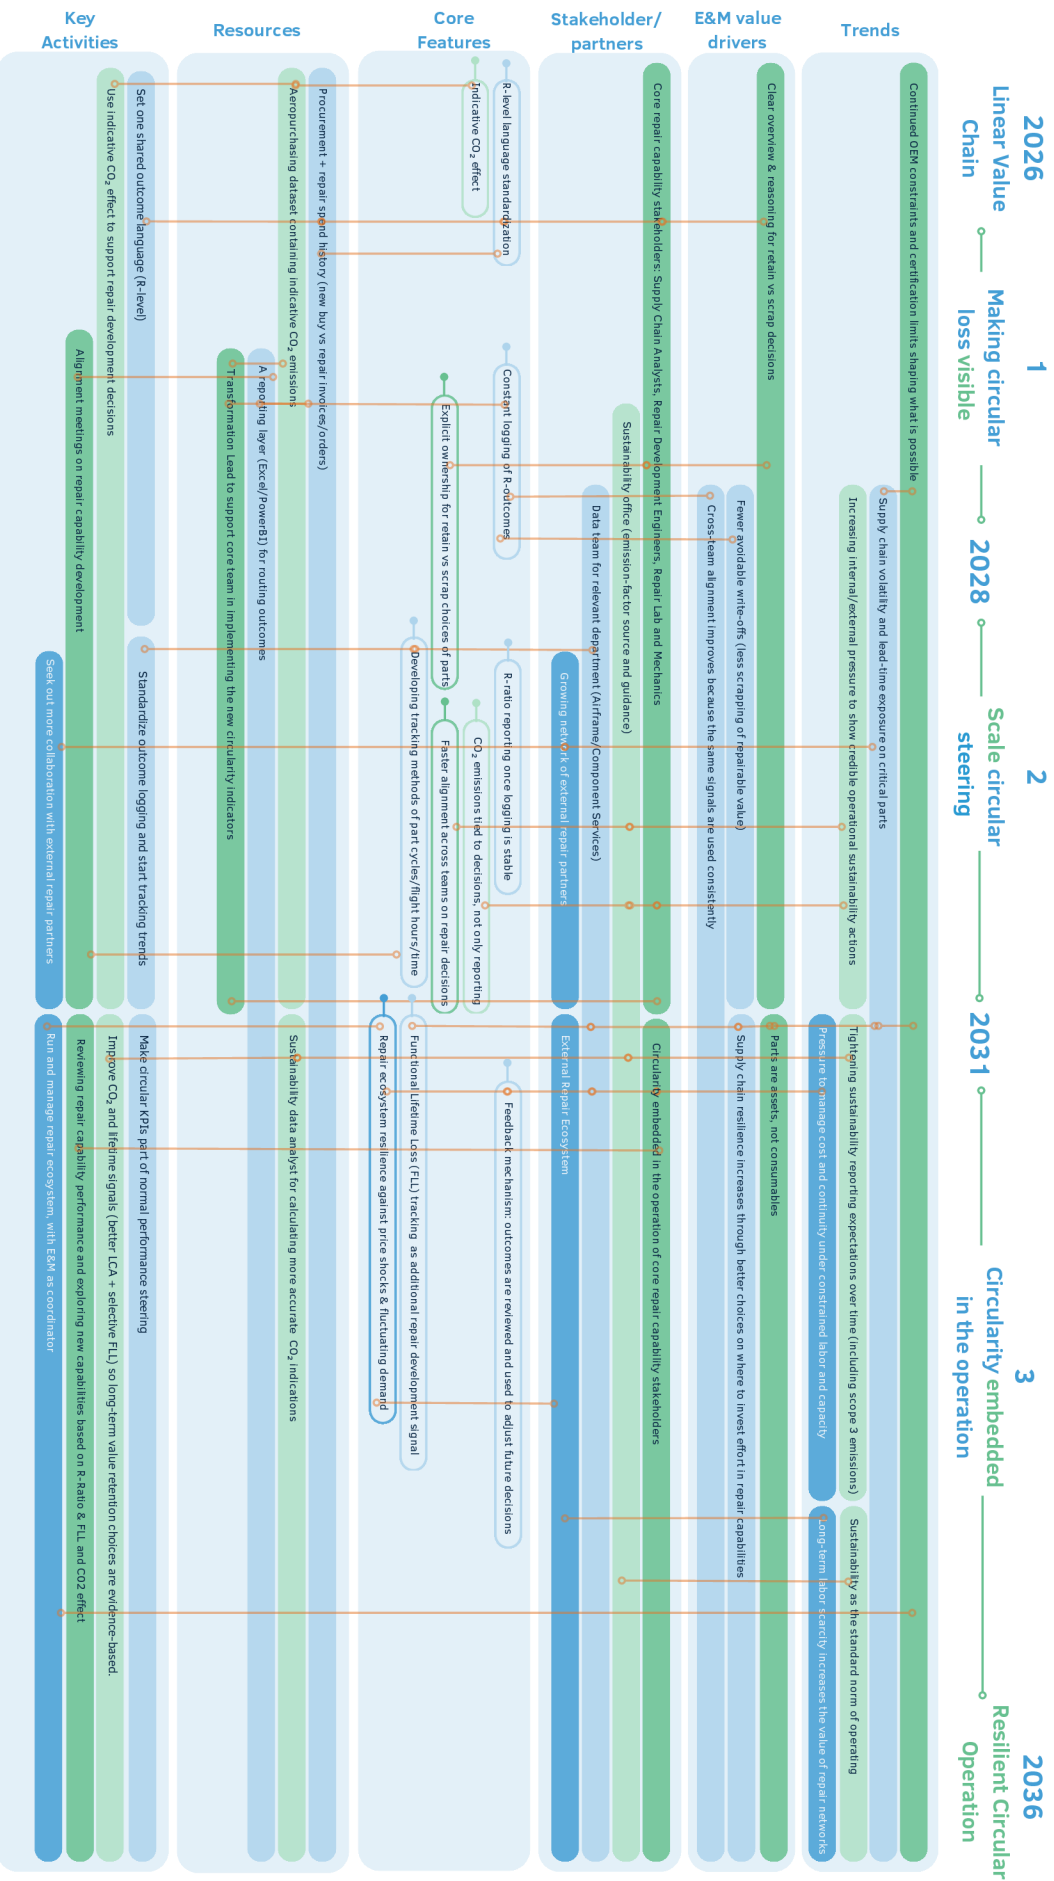 2026
Linear Value
Chain
1
Making circular
loss visible
2028
2
Scale circular
steering
2031
3
Circularity embedded
in the operation
2036
Resilient Circular
Operation
Trends
Continued OEM constraints and certification limits shaping what is possible
Supply chain volatility and lead-time exposure on critical parts
Increasing internal/external pressure to show credible operational sustainability actions
Tightening sustainability reporting expectations over time (including scope 3 emissions)
Sustainability as the standard norm of operating
Pressure to manage cost and continuity under constrained labor and capacity
Long-term labor scarcity increases the value of repair networks
E&M value
drivers
Clear overview & reasoning for retain vs scrap decisions
Parts are assets, not consumables
Fewer avoidable write-offs (less scrapping of repairable value)
Supply chain resilience increases through better choices on where to invest effort in repair capabilities
Cross-team alignment improves because the same signals are used consistently
Stakeholder/
partners
Core repair capability stakeholders: Supply Chain Analysts, Repair Development Engineers, Repair Lab and Mechanics
Circularity embedded in the operation of core repair capability stakeholders
Sustainability office (emission-factor source and guidance)
Data team for relevant department (Airframe/Component Services)
Growing network of external repair partners
External Repair Ecosystem
Core
Features
R-level language standardization
Constant logging of R-outcomes
R-ratio reporting once logging is stable
Feedback mechanism: outcomes are reviewed and used to adjust future decisions
Indicative CO₂ effect
CO₂ emissions tied to decisions, not only reporting
Explicit ownership for retain vs scrap choices of parts
Faster alignment across teams on repair decisions
Developing tracking methods of part cycles/flight hours/time
Functional Lifetime Loss (FLL) tracking as additional repair development signal
Repair ecosystem resilience against price shocks & fluctuating demand
Resources
Procurement + repair spend history (new buy vs repair invoices/orders)
Aeropurchasing dataset containing indicative CO₂ emissions
Sustainability data analyst for calculating more accurate CO₂ indications
A reporting layer (Excel/PowerBI) for routing outcomes
Transformation Lead to support core team in implementing the new circularity indicators
Key
Activities
Set one shared outcome language (R-level)
Standardize outcome logging and start tracking trends
Make circular KPIs part of normal performance steering
Use indicative CO₂ effect to support repair development decisions
Improve CO₂ and lifetime signals (better LCA + selective FLL) so long-term value retention choices are evidence-based.
Alignment meetings on repair capability development
Reviewing repair capability performance and exploring new capabilities based on R-Ratio & FLL and CO2 effect
Seek out more collaboration with external repair partners
Run and manage repair ecosystem, with E&M as coordinator